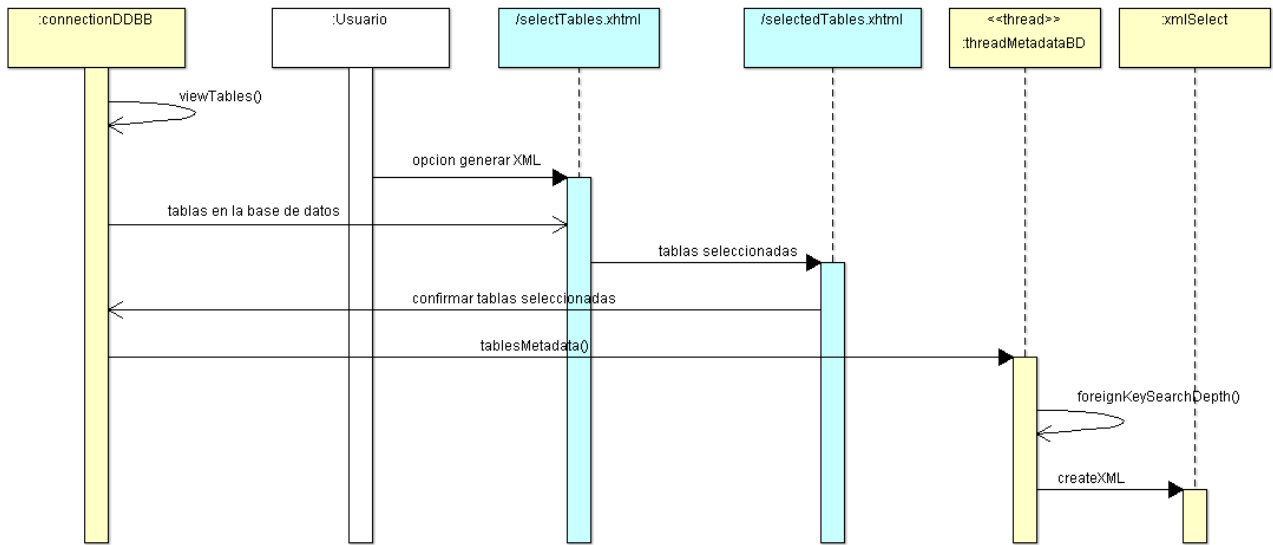 :connectionDDBB
:Usuario
/selectTables.xhtml
/selectedTables.xhtml
<<thread>>
:threadMetadataBD
:xmlSelect
viewTables()
opcion generar XML
tablas en la base de datos
tablas seleccionadas
confirmar tablas seleccionadas
tablesMetadata()
foreignKeySearchDepth()
createXML